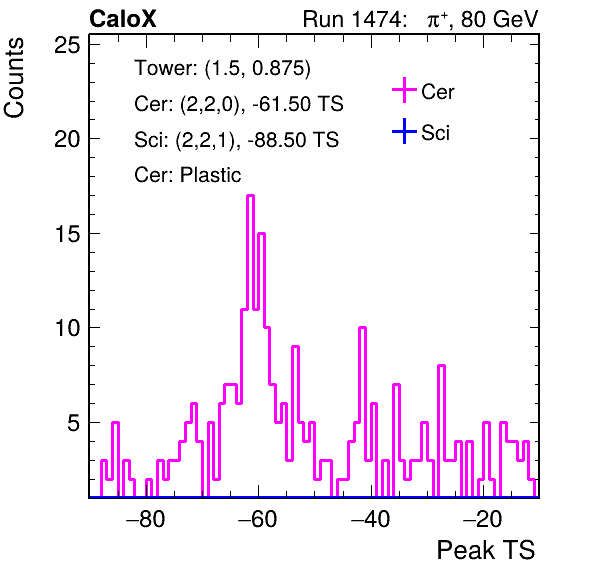 CaloX Run 1474: π⁺, 80 GeV
Counts
25
20
15
10
5
Tower: (1.5, 0.875)
Cer: (2,2,0), -61.50 TS
Sci: (2,2,1), -88.50 TS
Cer: Plastic
Cer
Sci
−80 −60 −40 −20
Peak TS